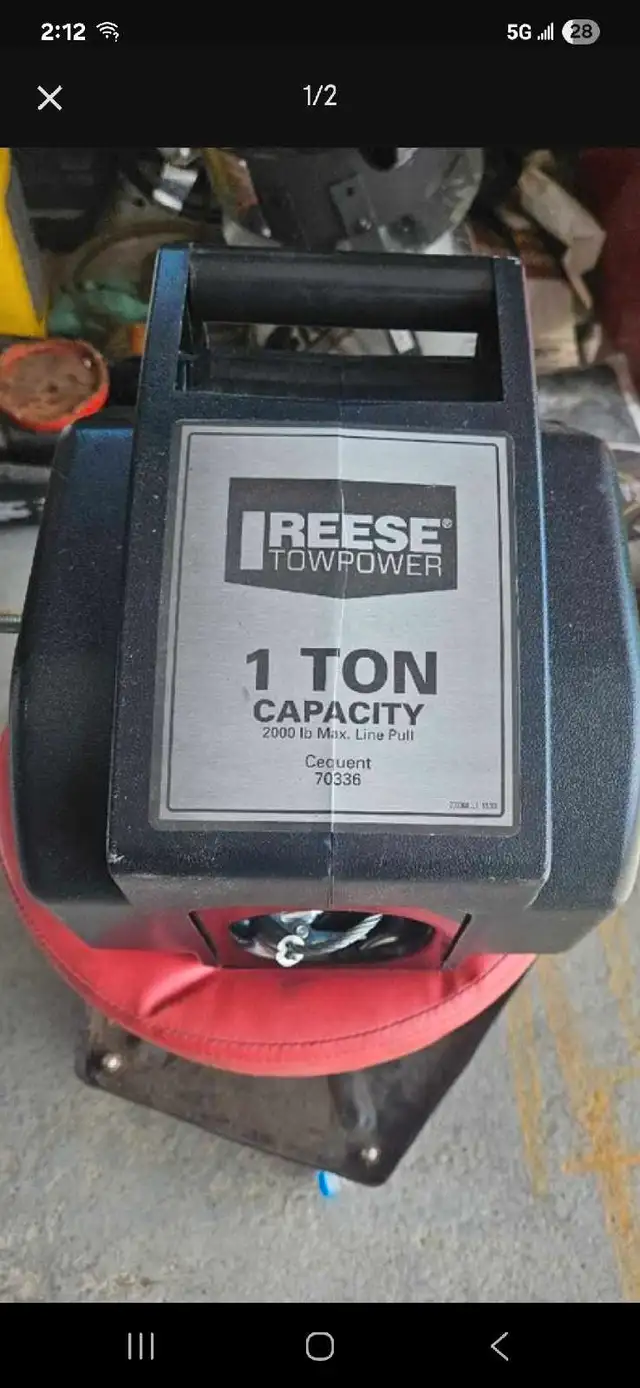 2:12
5G
28
1/2
REESE®
TOWPOWER
1 TON
CAPACITY
2000 lb Max. Line Pull
Cequent
70336